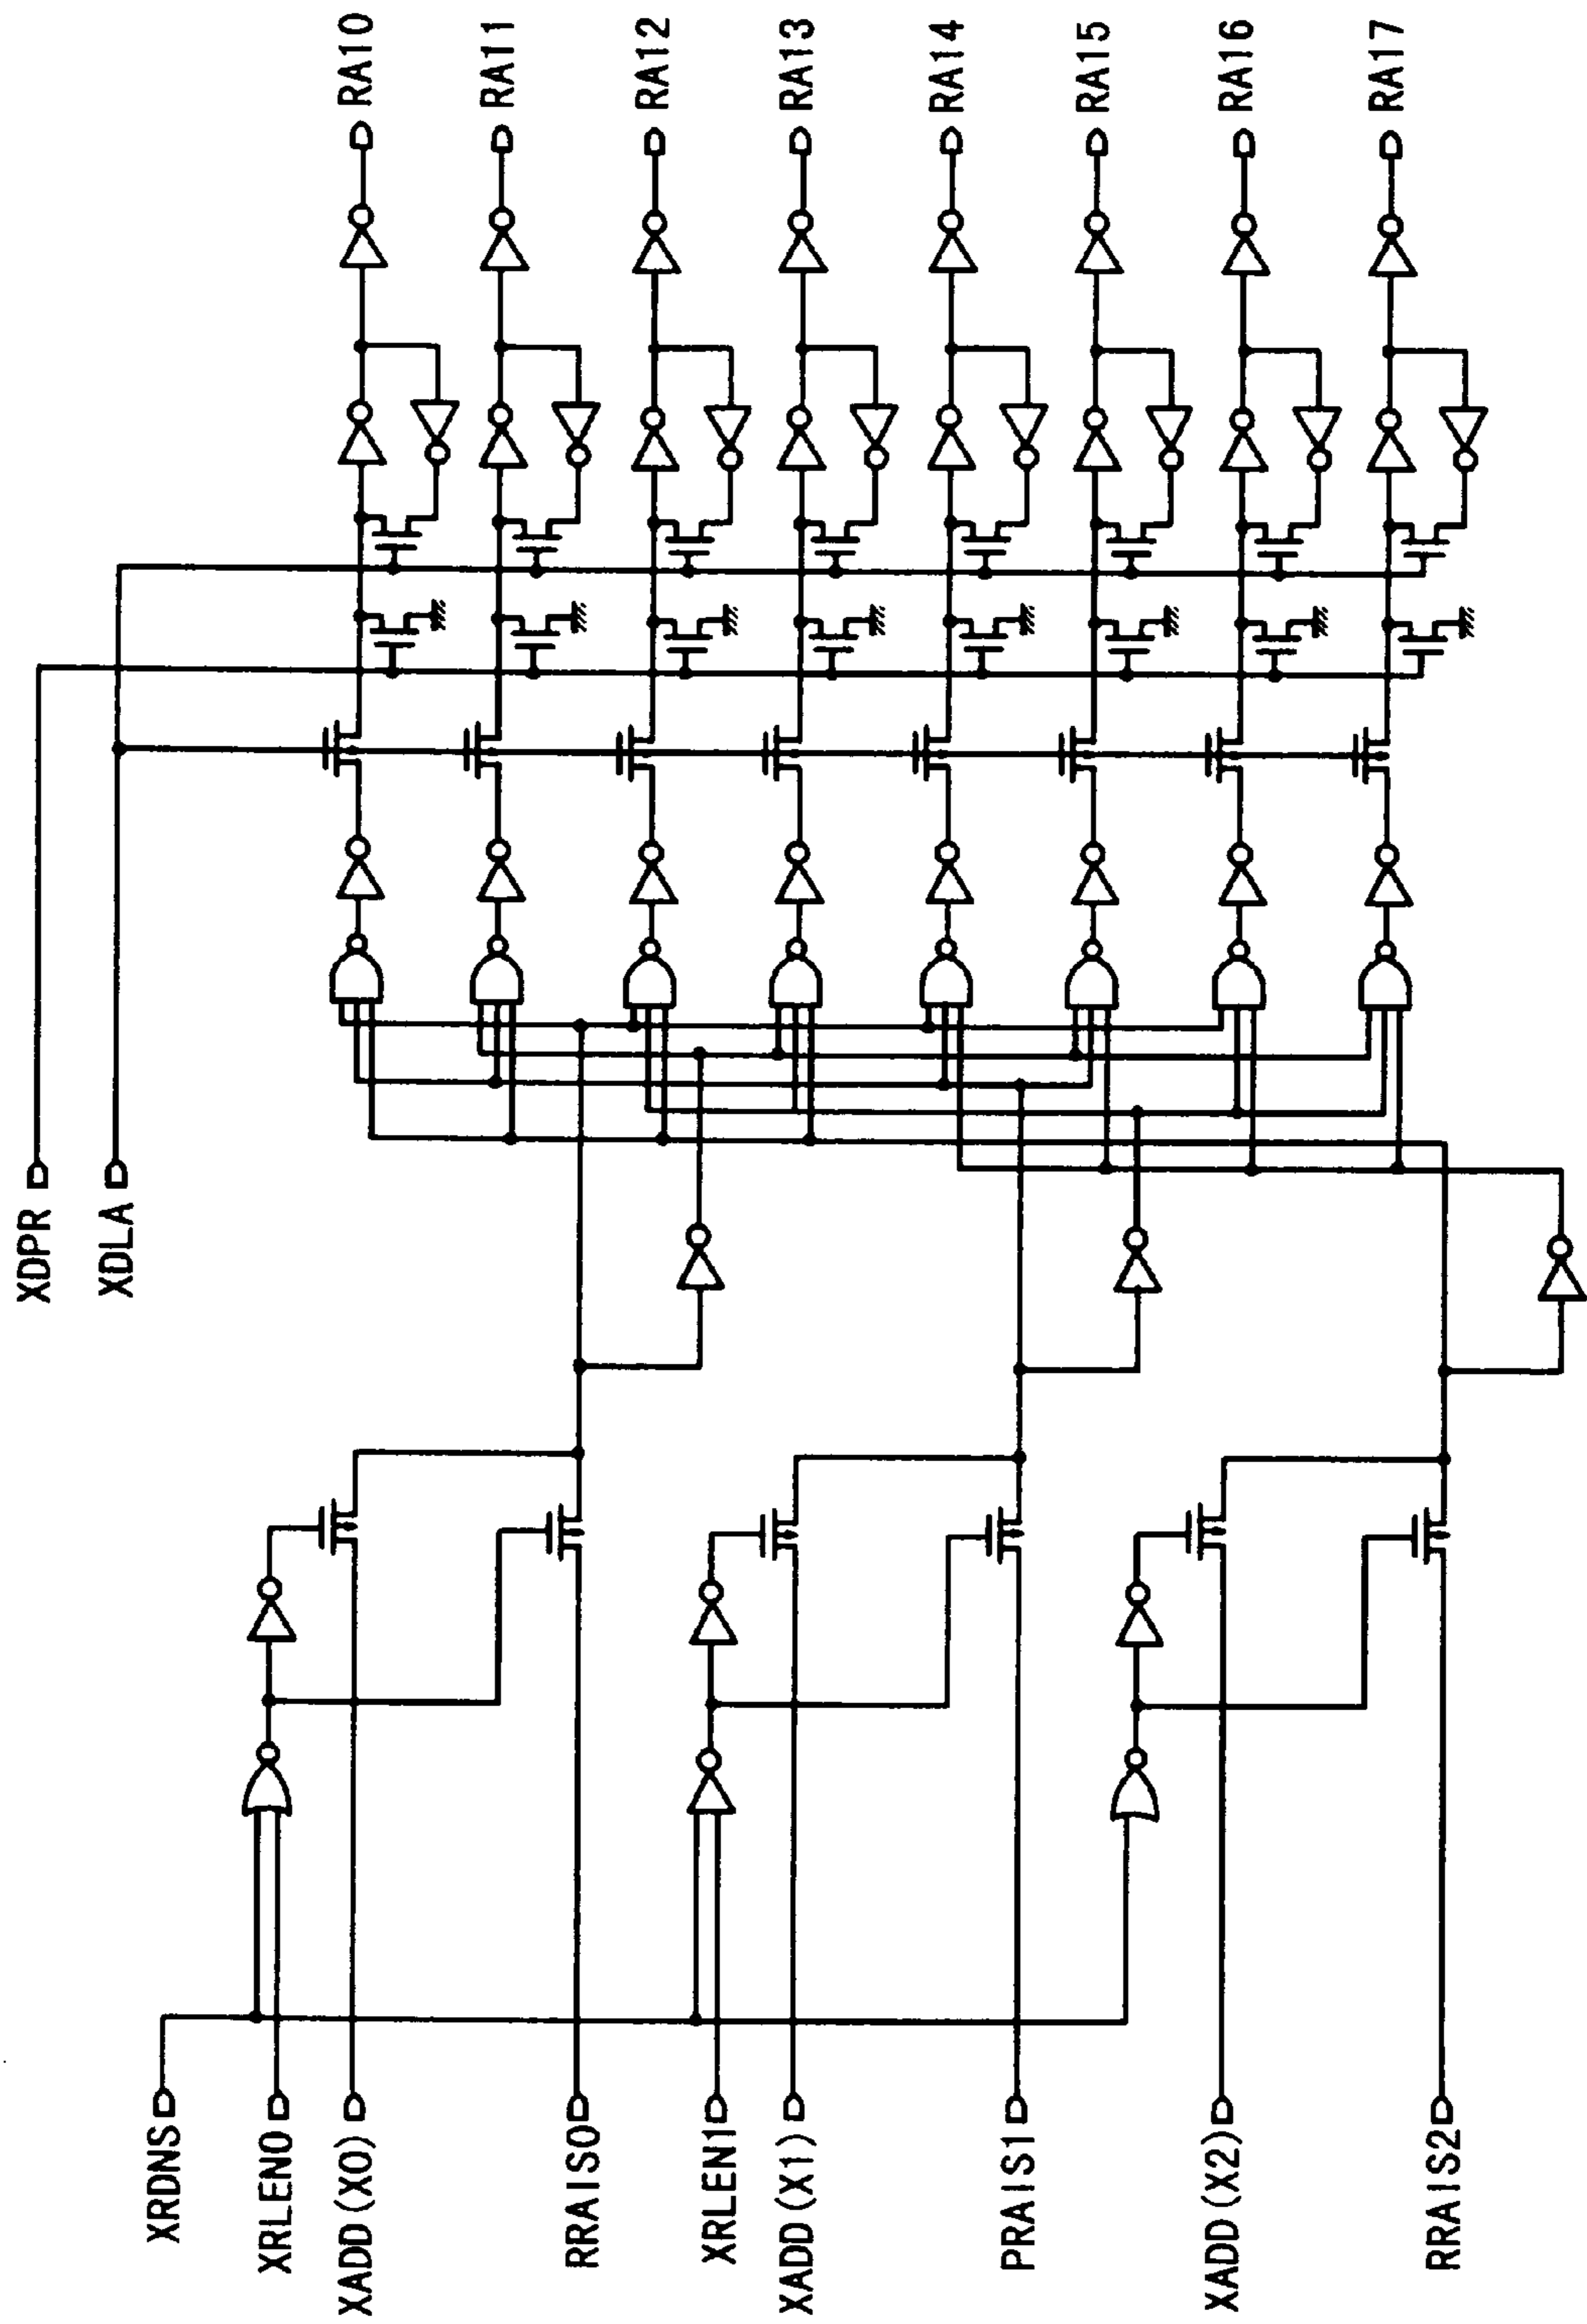 XDPR
XDLA
XRDNS
XRLEN0
XADD(X0)
RRAIS0
XRLEN1
XADD(X1)
PRAIS1
XADD(X2)
RRAIS2
RA10
RA11
RA12
RA13
RA14
RA15
RA16
RA17